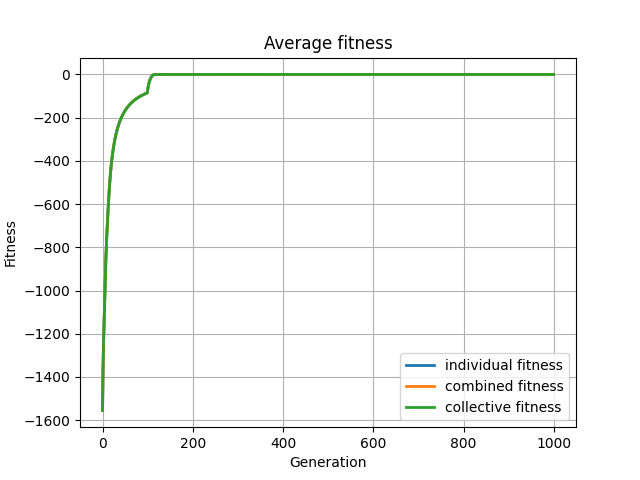 Average fitness
Fitness
0
−200
−400
−600
−800
−1000
−1200
−1400
−1600
0 200 400 600 800 1000
Generation
individual fitness
combined fitness
collective fitness